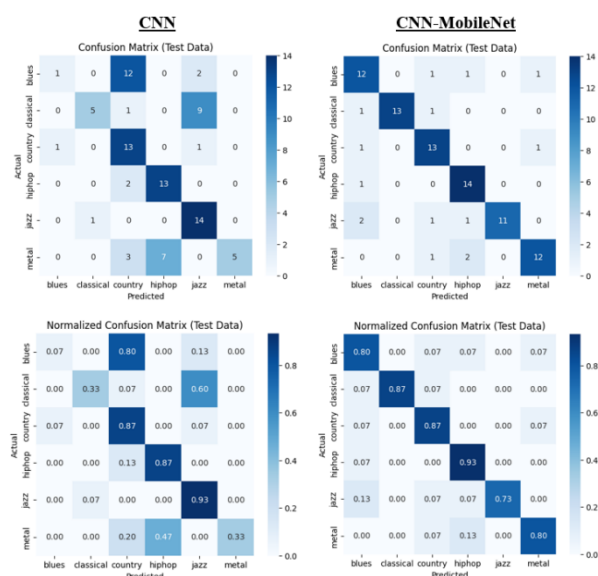 CNN
CNN-MobileNet
Confusion Matrix (Test Data)
Confusion Matrix (Test Data)
blues 1 0 12 0 2 0
classical 0 5 1 0 9 0
country 1 0 13 0 1 0
hiphop 0 0 2 13 0 0
jazz 0 1 0 0 14 0
metal 0 0 3 7 0 5
blues classical country hiphop jazz metal
Actual
Predicted
14
12
10
8
6
4
2
0
blues 12 0 1 1 0 1
classical 1 13 1 0 0 0
country 1 0 13 0 0 1
hiphop 1 0 0 14 0 0
jazz 2 0 1 1 11 0
metal 0 0 1 2 0 12
blues classical country hiphop jazz metal
Actual
Predicted
14
12
10
8
6
4
2
0
Normalized Confusion Matrix (Test Data)
Normalized Confusion Matrix (Test Data)
blues 0.07 0.00 0.80 0.00 0.13 0.00
classical 0.00 0.33 0.07 0.00 0.60 0.00
country 0.07 0.00 0.87 0.00 0.07 0.00
hiphop 0.00 0.00 0.13 0.87 0.00 0.00
jazz 0.00 0.07 0.00 0.00 0.93 0.00
metal 0.00 0.00 0.20 0.47 0.00 0.33
blues classical country hiphop jazz metal
Actual
Predicted
0.8
0.6
0.4
0.2
0.0
blues 0.80 0.00 0.07 0.07 0.00 0.07
classical 0.07 0.87 0.07 0.00 0.00 0.00
country 0.07 0.00 0.87 0.00 0.00 0.07
hiphop 0.07 0.00 0.00 0.93 0.00 0.00
jazz 0.13 0.00 0.07 0.07 0.73 0.00
metal 0.00 0.00 0.07 0.13 0.00 0.80
blues classical country hiphop jazz metal
Actual
Predicted
0.8
0.6
0.4
0.2
0.0